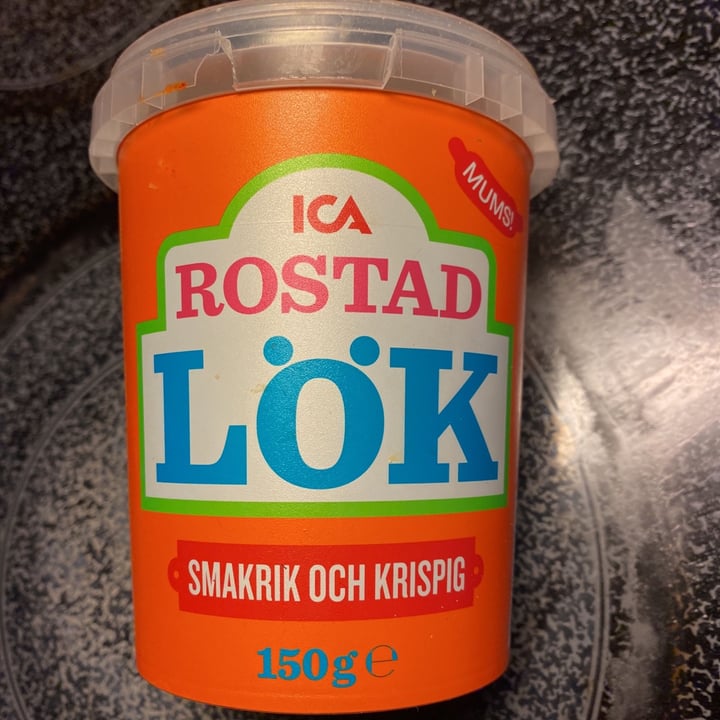 ICA
MUMS!
ROSTAD
LÖK
SMAKRIK OCH KRISPIG
150g ℮